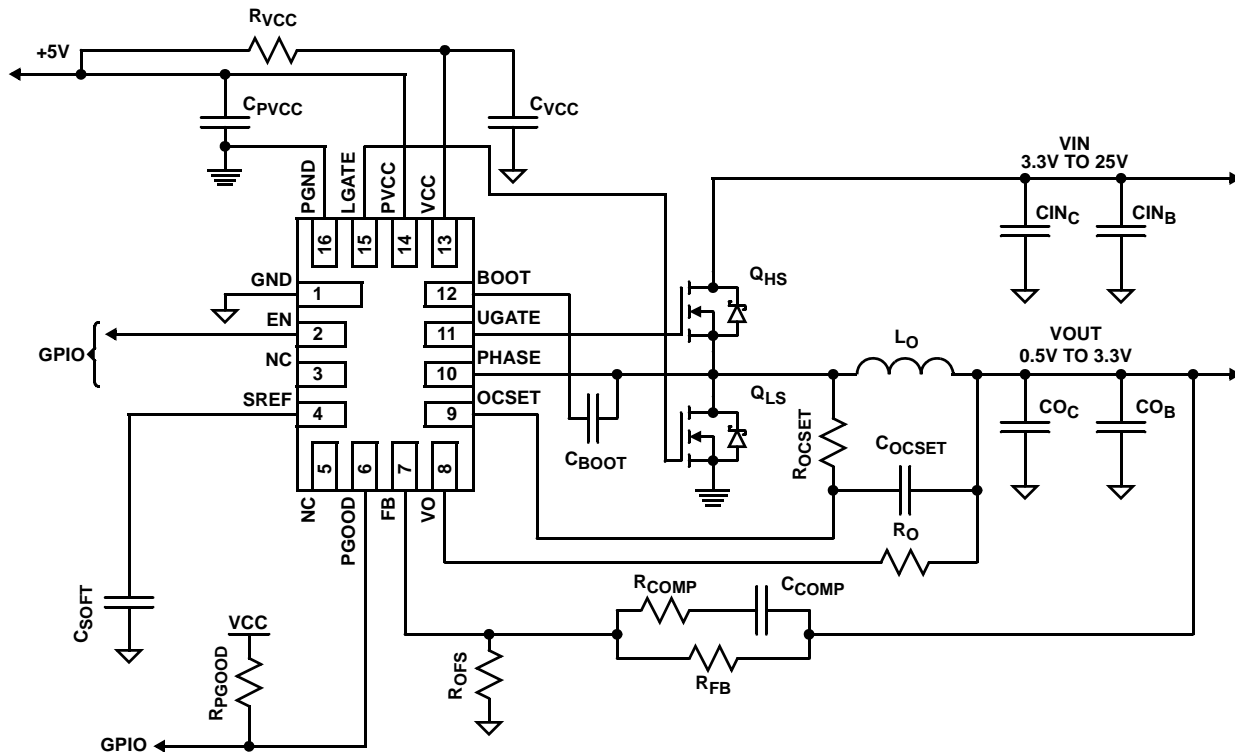 RVCC
+5V
CPVCC
CVCC
PGND
LGATE
PVCC
VCC
VIN
3.3V TO 25V
16
15
14
13
CINC
CINB
GND
1
12
BOOT
QHS
EN
2
11
UGATE
GPIO
NC
3
10
PHASE
LO
VOUT
0.5V TO 3.3V
SREF
4
9
OCSET
QLS
COC
COB
CBOOT
ROCSET
COCSET
5
6
7
8
NC
PGOOD
FB
VO
RO
CSOFT
RCOMP
CCOMP
VCC
RPGOOD
ROFS
RFB
GPIO